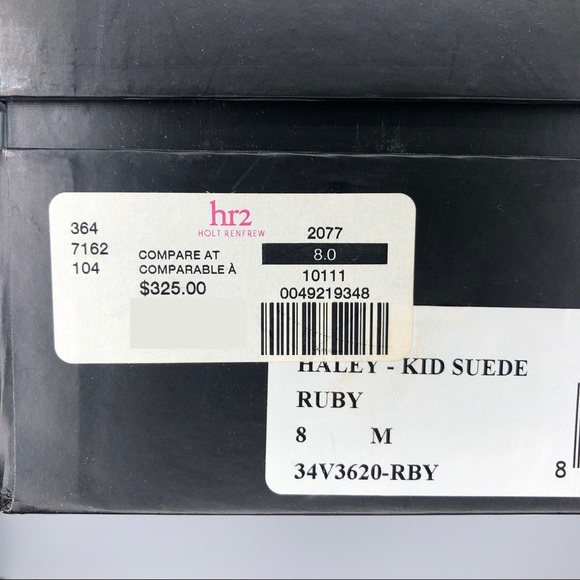 hr2
HOLT RENFREW
364
7162
104
COMPARE AT
COMPARABLE À
$325.00
2077
8.0
10111
0049219348
HALEY - KID SUEDE
RUBY
8 M
34V3620-RBY
8